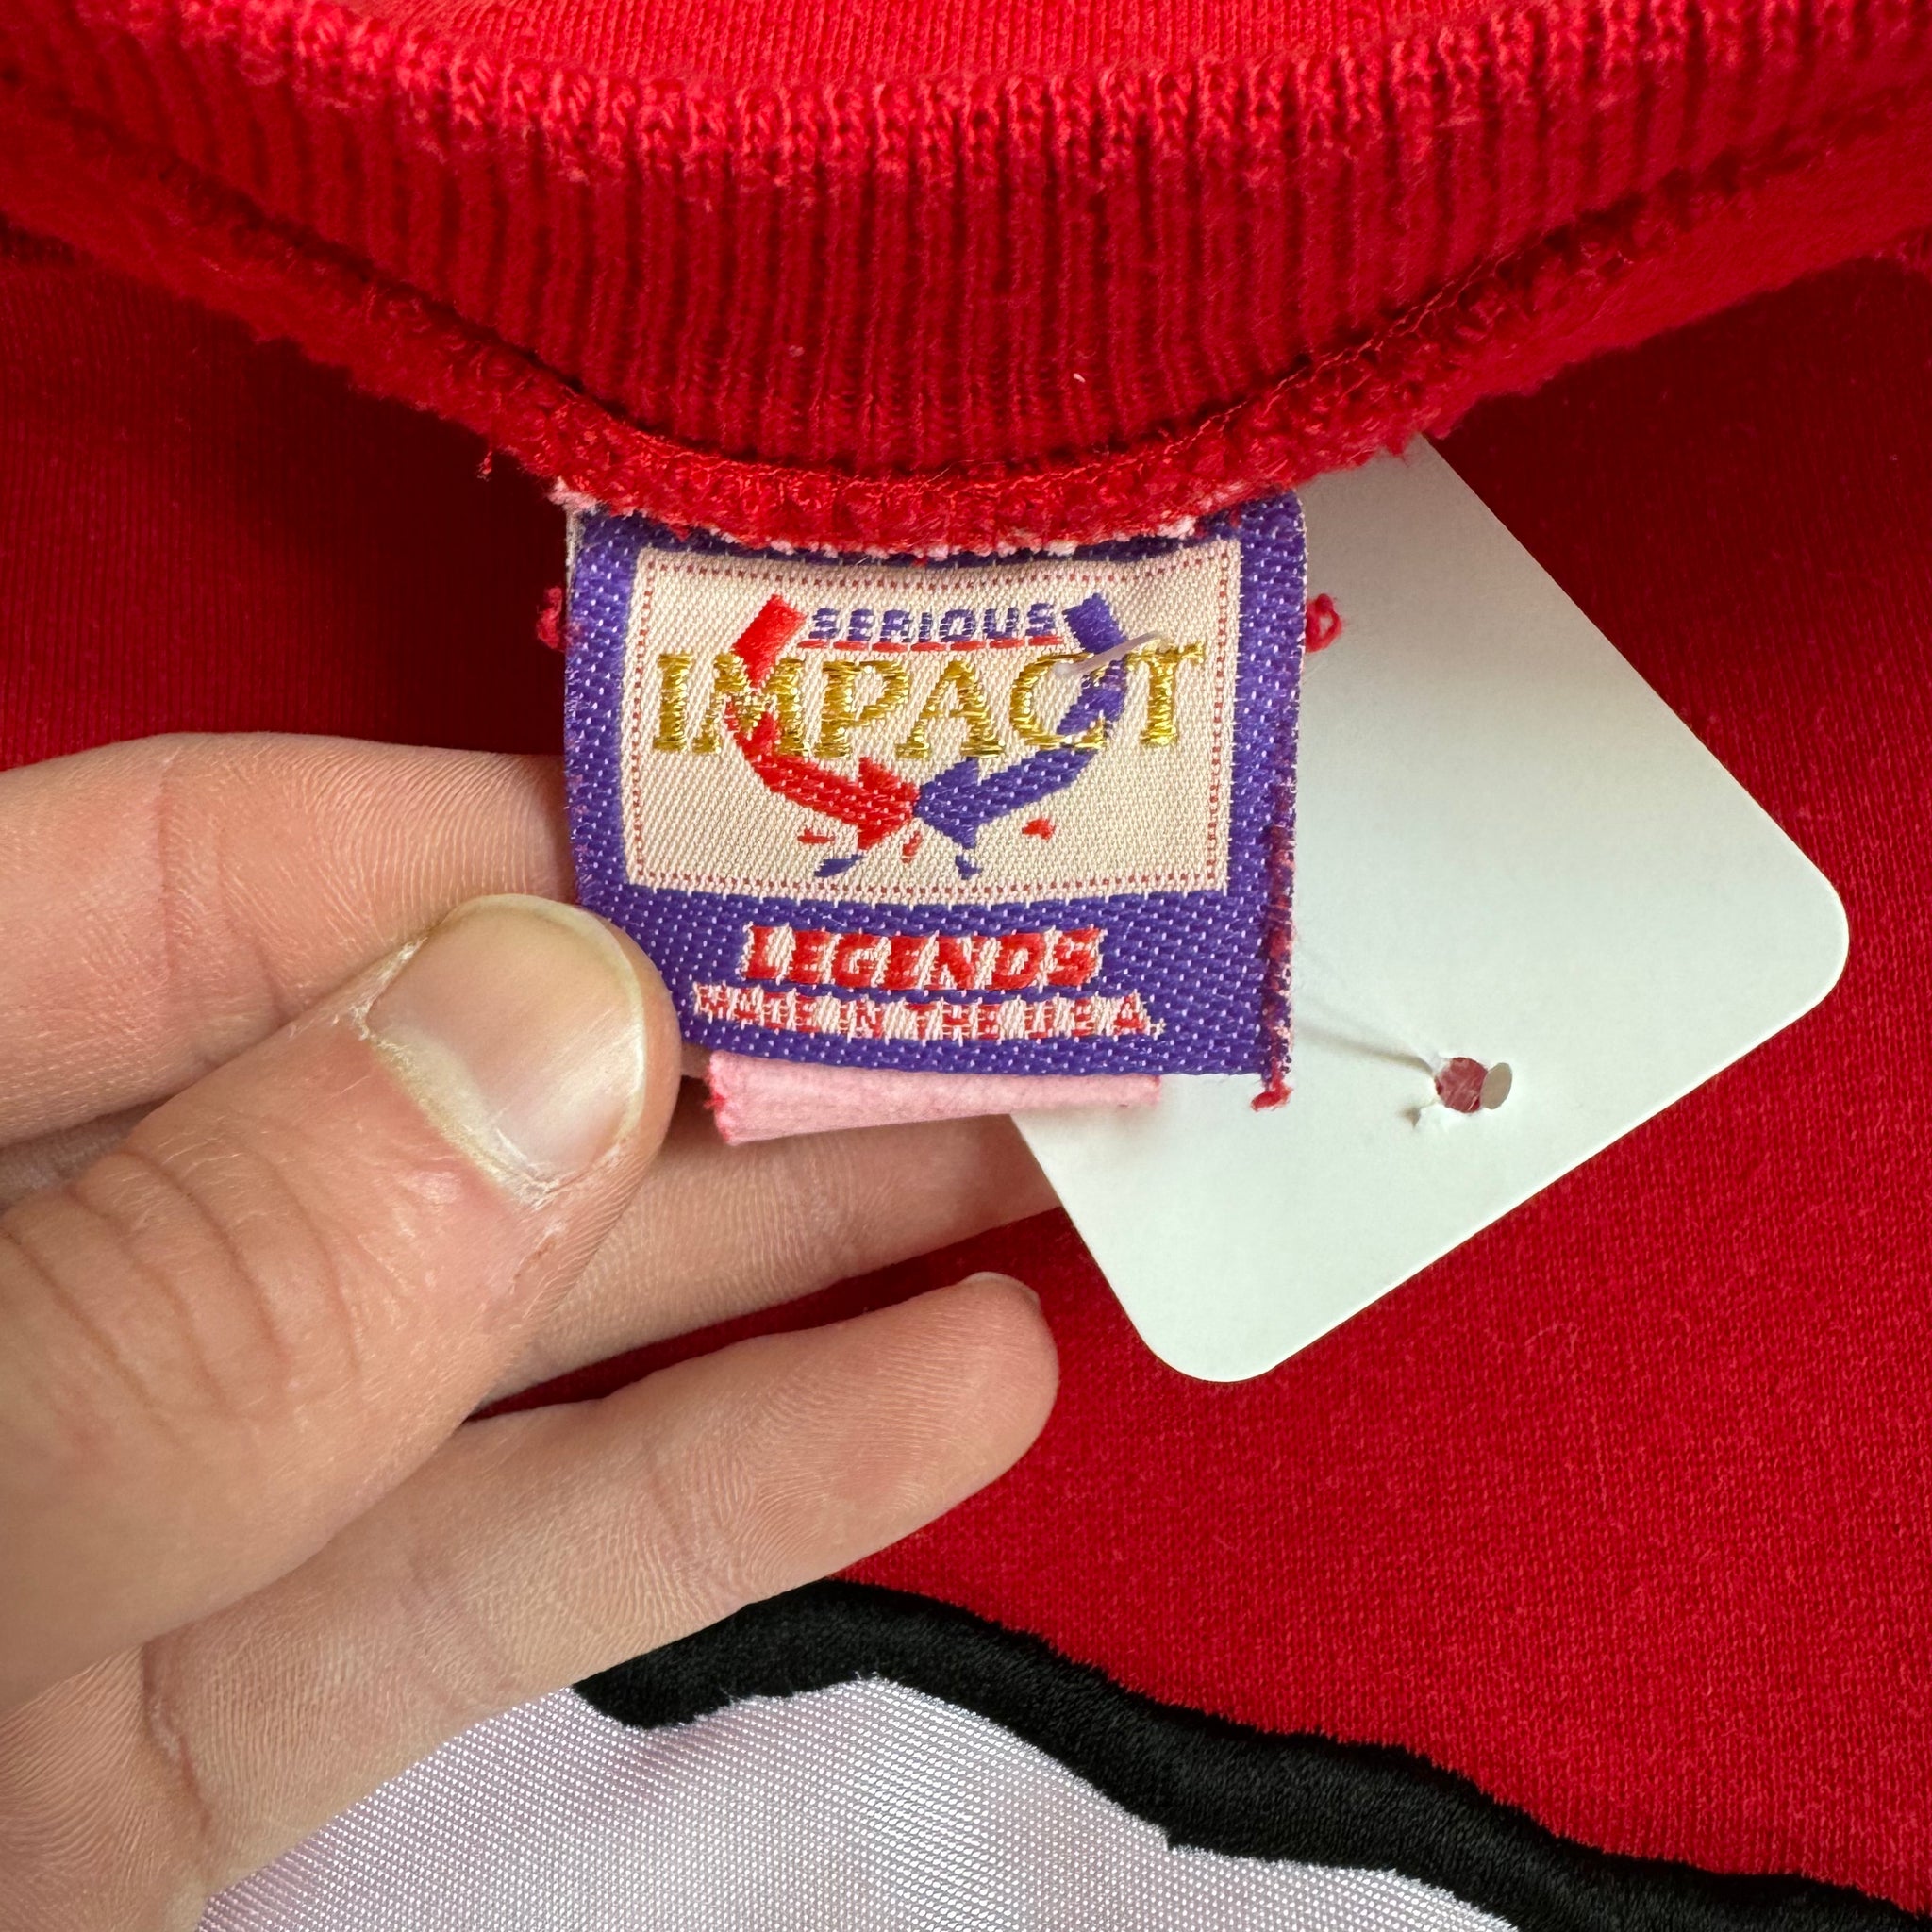 SERIOUS
IMPACT
LEGENDS
MADE IN THE U.S.A.